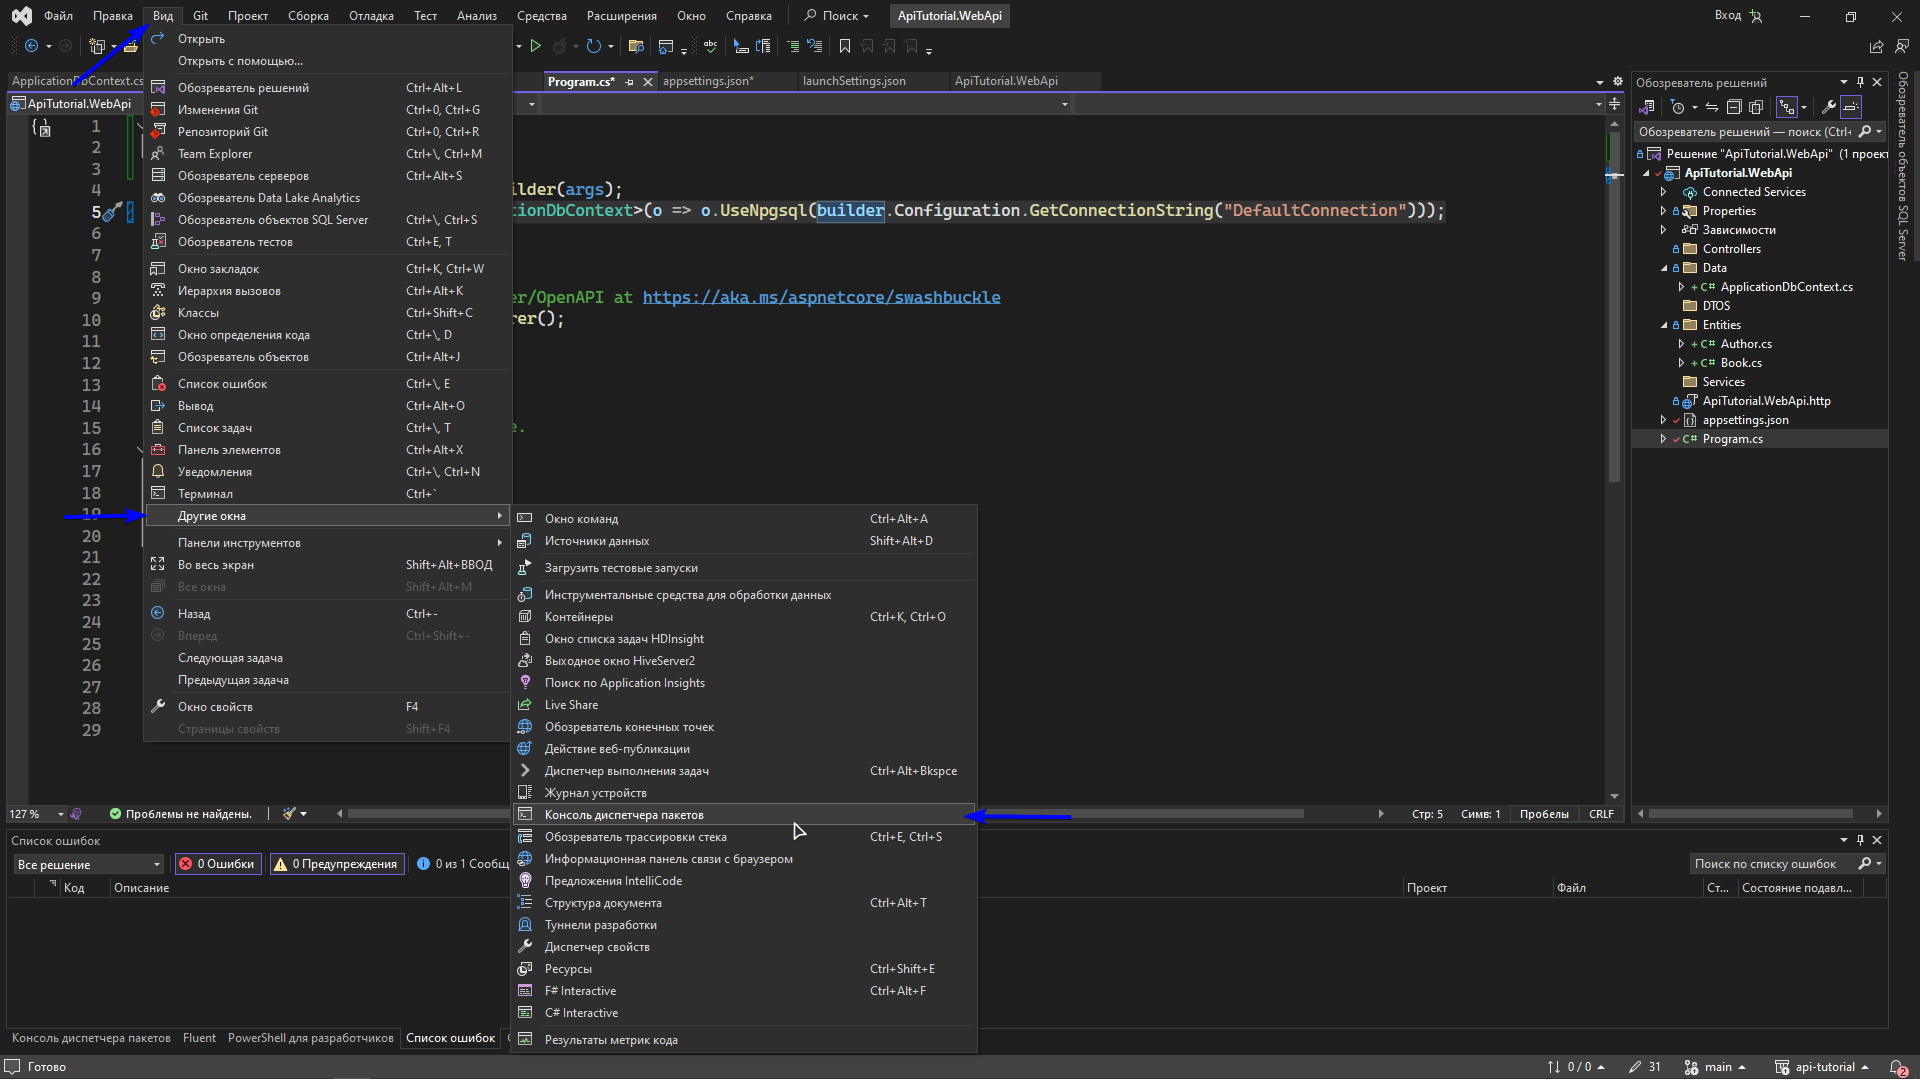 Файл Правка Вид Git Проект Сборка Отладка Тест Анализ Средства Расширения Окно Справка Поиск ApiTutorial.WebApi Вход
ApplicationDbContext.cs Program.cs* appsettings.json* launchSettings.json ApiTutorial.WebApi
ApiTutorial.WebApi
Открыть
Открыть с помощью...
Обозреватель решений Ctrl+Alt+L
Изменения Git Ctrl+0, Ctrl+G
Репозиторий Git Ctrl+0, Ctrl+R
Team Explorer Ctrl+\, Ctrl+M
Обозреватель серверов Ctrl+Alt+S
Обозреватель Data Lake Analytics
Обозреватель объектов SQL Server Ctrl+\, Ctrl+S
Обозреватель тестов Ctrl+E, T
Окно закладок Ctrl+K, Ctrl+W
Иерархия вызовов Ctrl+Alt+K
Классы Ctrl+Shift+C
Окно определения кода Ctrl+\, D
Обозреватель объектов Ctrl+Alt+J
Список ошибок Ctrl+\, E
Вывод Ctrl+Alt+O
Список задач Ctrl+\, T
Панель элементов Ctrl+Alt+X
Уведомления Ctrl+\, Ctrl+N
Терминал Ctrl+`
Другие окна
Панели инструментов
Во весь экран Shift+Alt+ВВОД
Все окна Shift+Alt+M
Назад Ctrl+-
Вперед Ctrl+Shift+-
Следующая задача
Предыдущая задача
Окно свойств F4
Страницы свойств Shift+F4
1
2
3
4
5
6
7
8
9
10
11
12
13
14
15
16
17
18
19
20
21
22
23
24
25
26
27
28
29
ilder(args);
tionDbContext>(o => o.UseNpgsql(builder.Configuration.GetConnectionString("DefaultConnection")));
er/OpenAPI at https://aka.ms/aspnetcore/swashbuckle
rer();
e.
Окно команд Ctrl+Alt+A
Источники данных Shift+Alt+D
Загрузить тестовые запуски
Инструментальные средства для обработки данных
Контейнеры Ctrl+K, Ctrl+O
Окно списка задач HDInsight
Выходное окно HiveServer2
Поиск по Application Insights
Live Share
Обозреватель конечных точек
Действие веб-публикации
Диспетчер выполнения задач Ctrl+Alt+Bkspce
Журнал устройств
Консоль диспетчера пакетов
Обозреватель трассировки стека Ctrl+E, Ctrl+S
Информационная панель связи с браузером
Предложения IntelliCode
Структура документа Ctrl+Alt+T
Туннели разработки
Диспетчер свойств
Ресурсы Ctrl+Shift+E
F# Interactive Ctrl+Alt+F
C# Interactive
Результаты метрик кода
Обозреватель решений
Обозреватель решений — поиск (Ctrl+
Решение "ApiTutorial.WebApi" (1 проект
ApiTutorial.WebApi
Connected Services
Properties
Зависимости
Controllers
Data
+ C# ApplicationDbContext.cs
DTOS
Entities
+ C# Author.cs
+ C# Book.cs
Services
ApiTutorial.WebApi.http
appsettings.json
C# Program.cs
Обозреватель объектов SQL Server
127 % Проблемы не найдены. Стр: 5 Симв: 1 Пробелы CRLF
Список ошибок
Все решение 0 Ошибки 0 Предупреждения 0 из 1 Сообщ Поиск по списку ошибок
Код Описание Проект Файл Ст... Состояние подавл...
Консоль диспетчера пакетов Fluent PowerShell для разработчиков Список ошибок
Готово 0 / 0 31 main api-tutorial 2